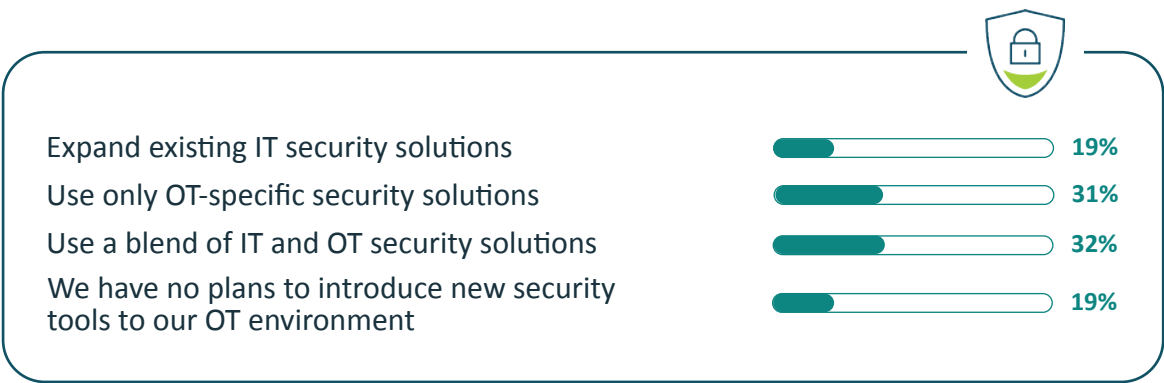 Expand existing IT security solutions 19%
Use only OT-specific security solutions 31%
Use a blend of IT and OT security solutions 32%
We have no plans to introduce new security
tools to our OT environment 19%